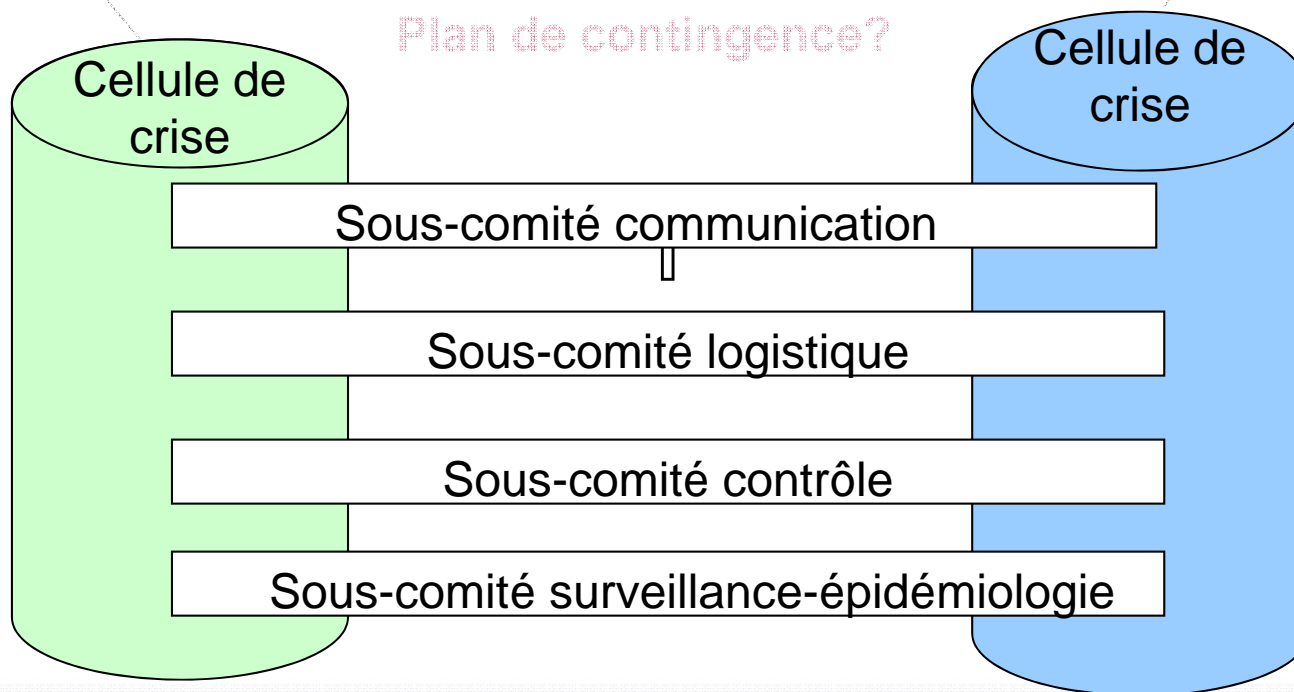 Plan de contingence?
Cellule de
crise
Cellule de
crise
Sous-comité communication
Sous-comité logistique
Sous-comité contrôle
Sous-comité surveillance-épidémiologie